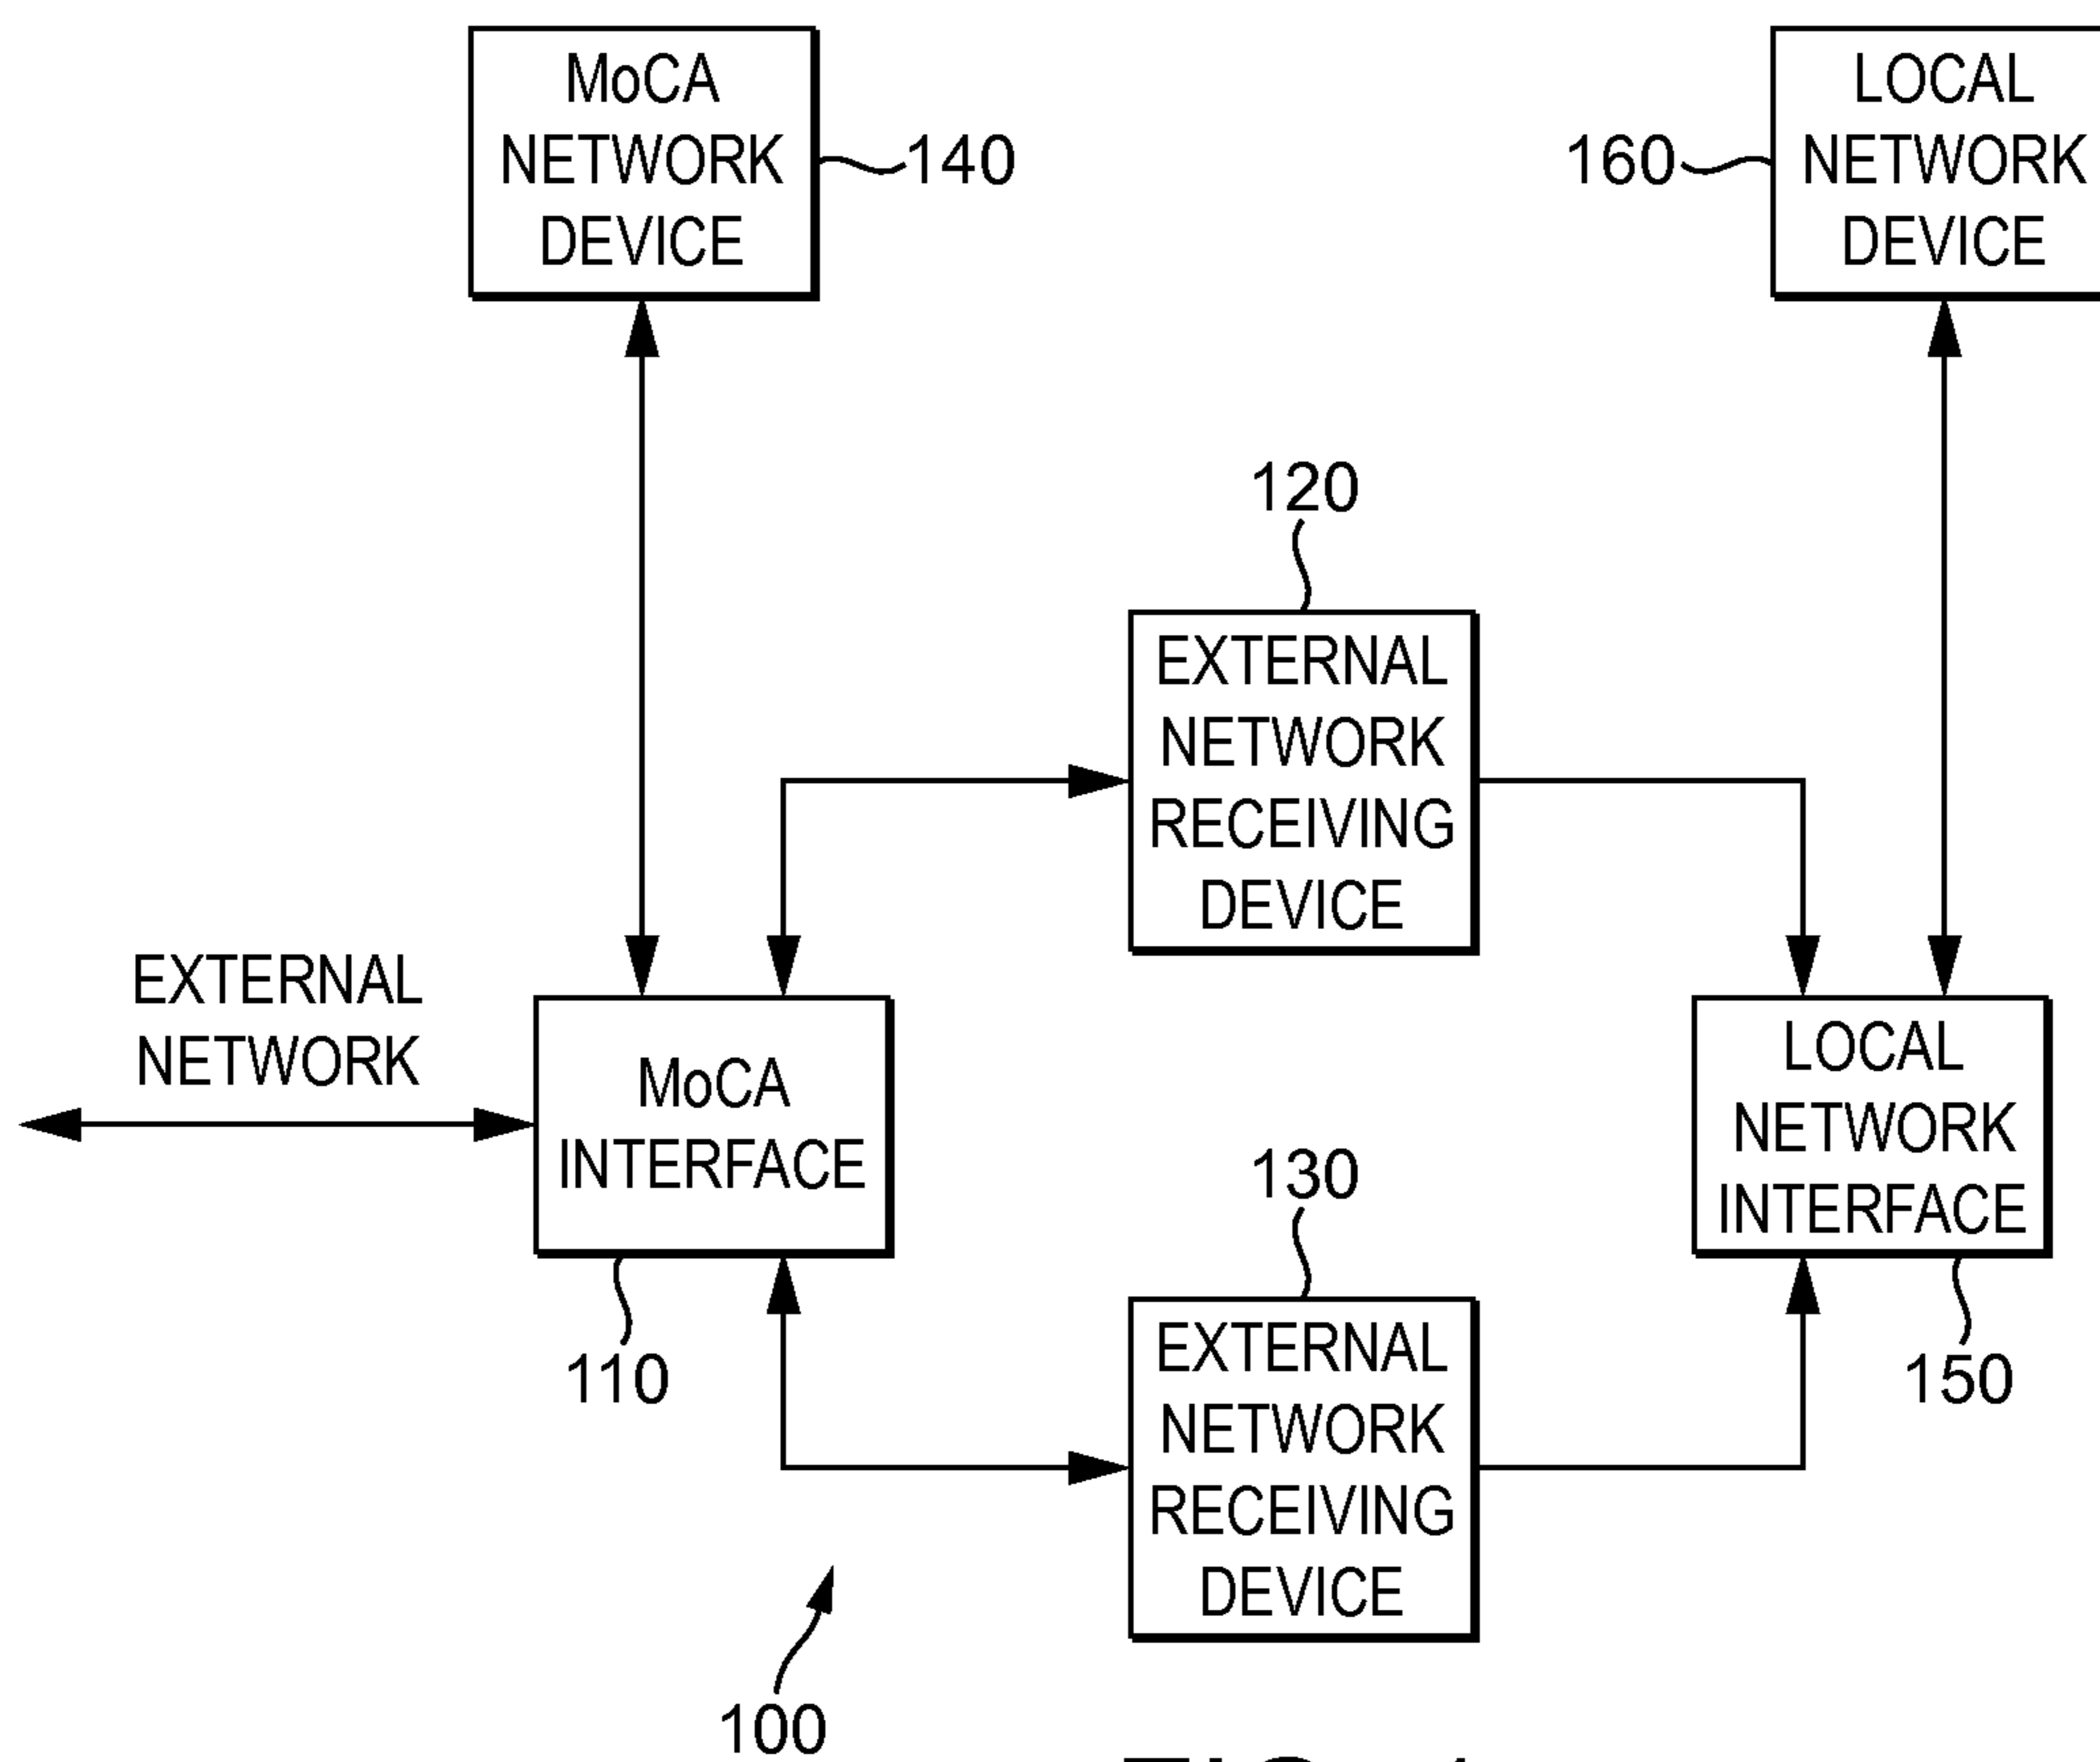 MoCA
NETWORK
DEVICE
140
160
LOCAL
NETWORK
DEVICE
120
EXTERNAL
NETWORK
RECEIVING
DEVICE
EXTERNAL
NETWORK
MoCA
INTERFACE
110
LOCAL
NETWORK
INTERFACE
150
130
EXTERNAL
NETWORK
RECEIVING
DEVICE
100